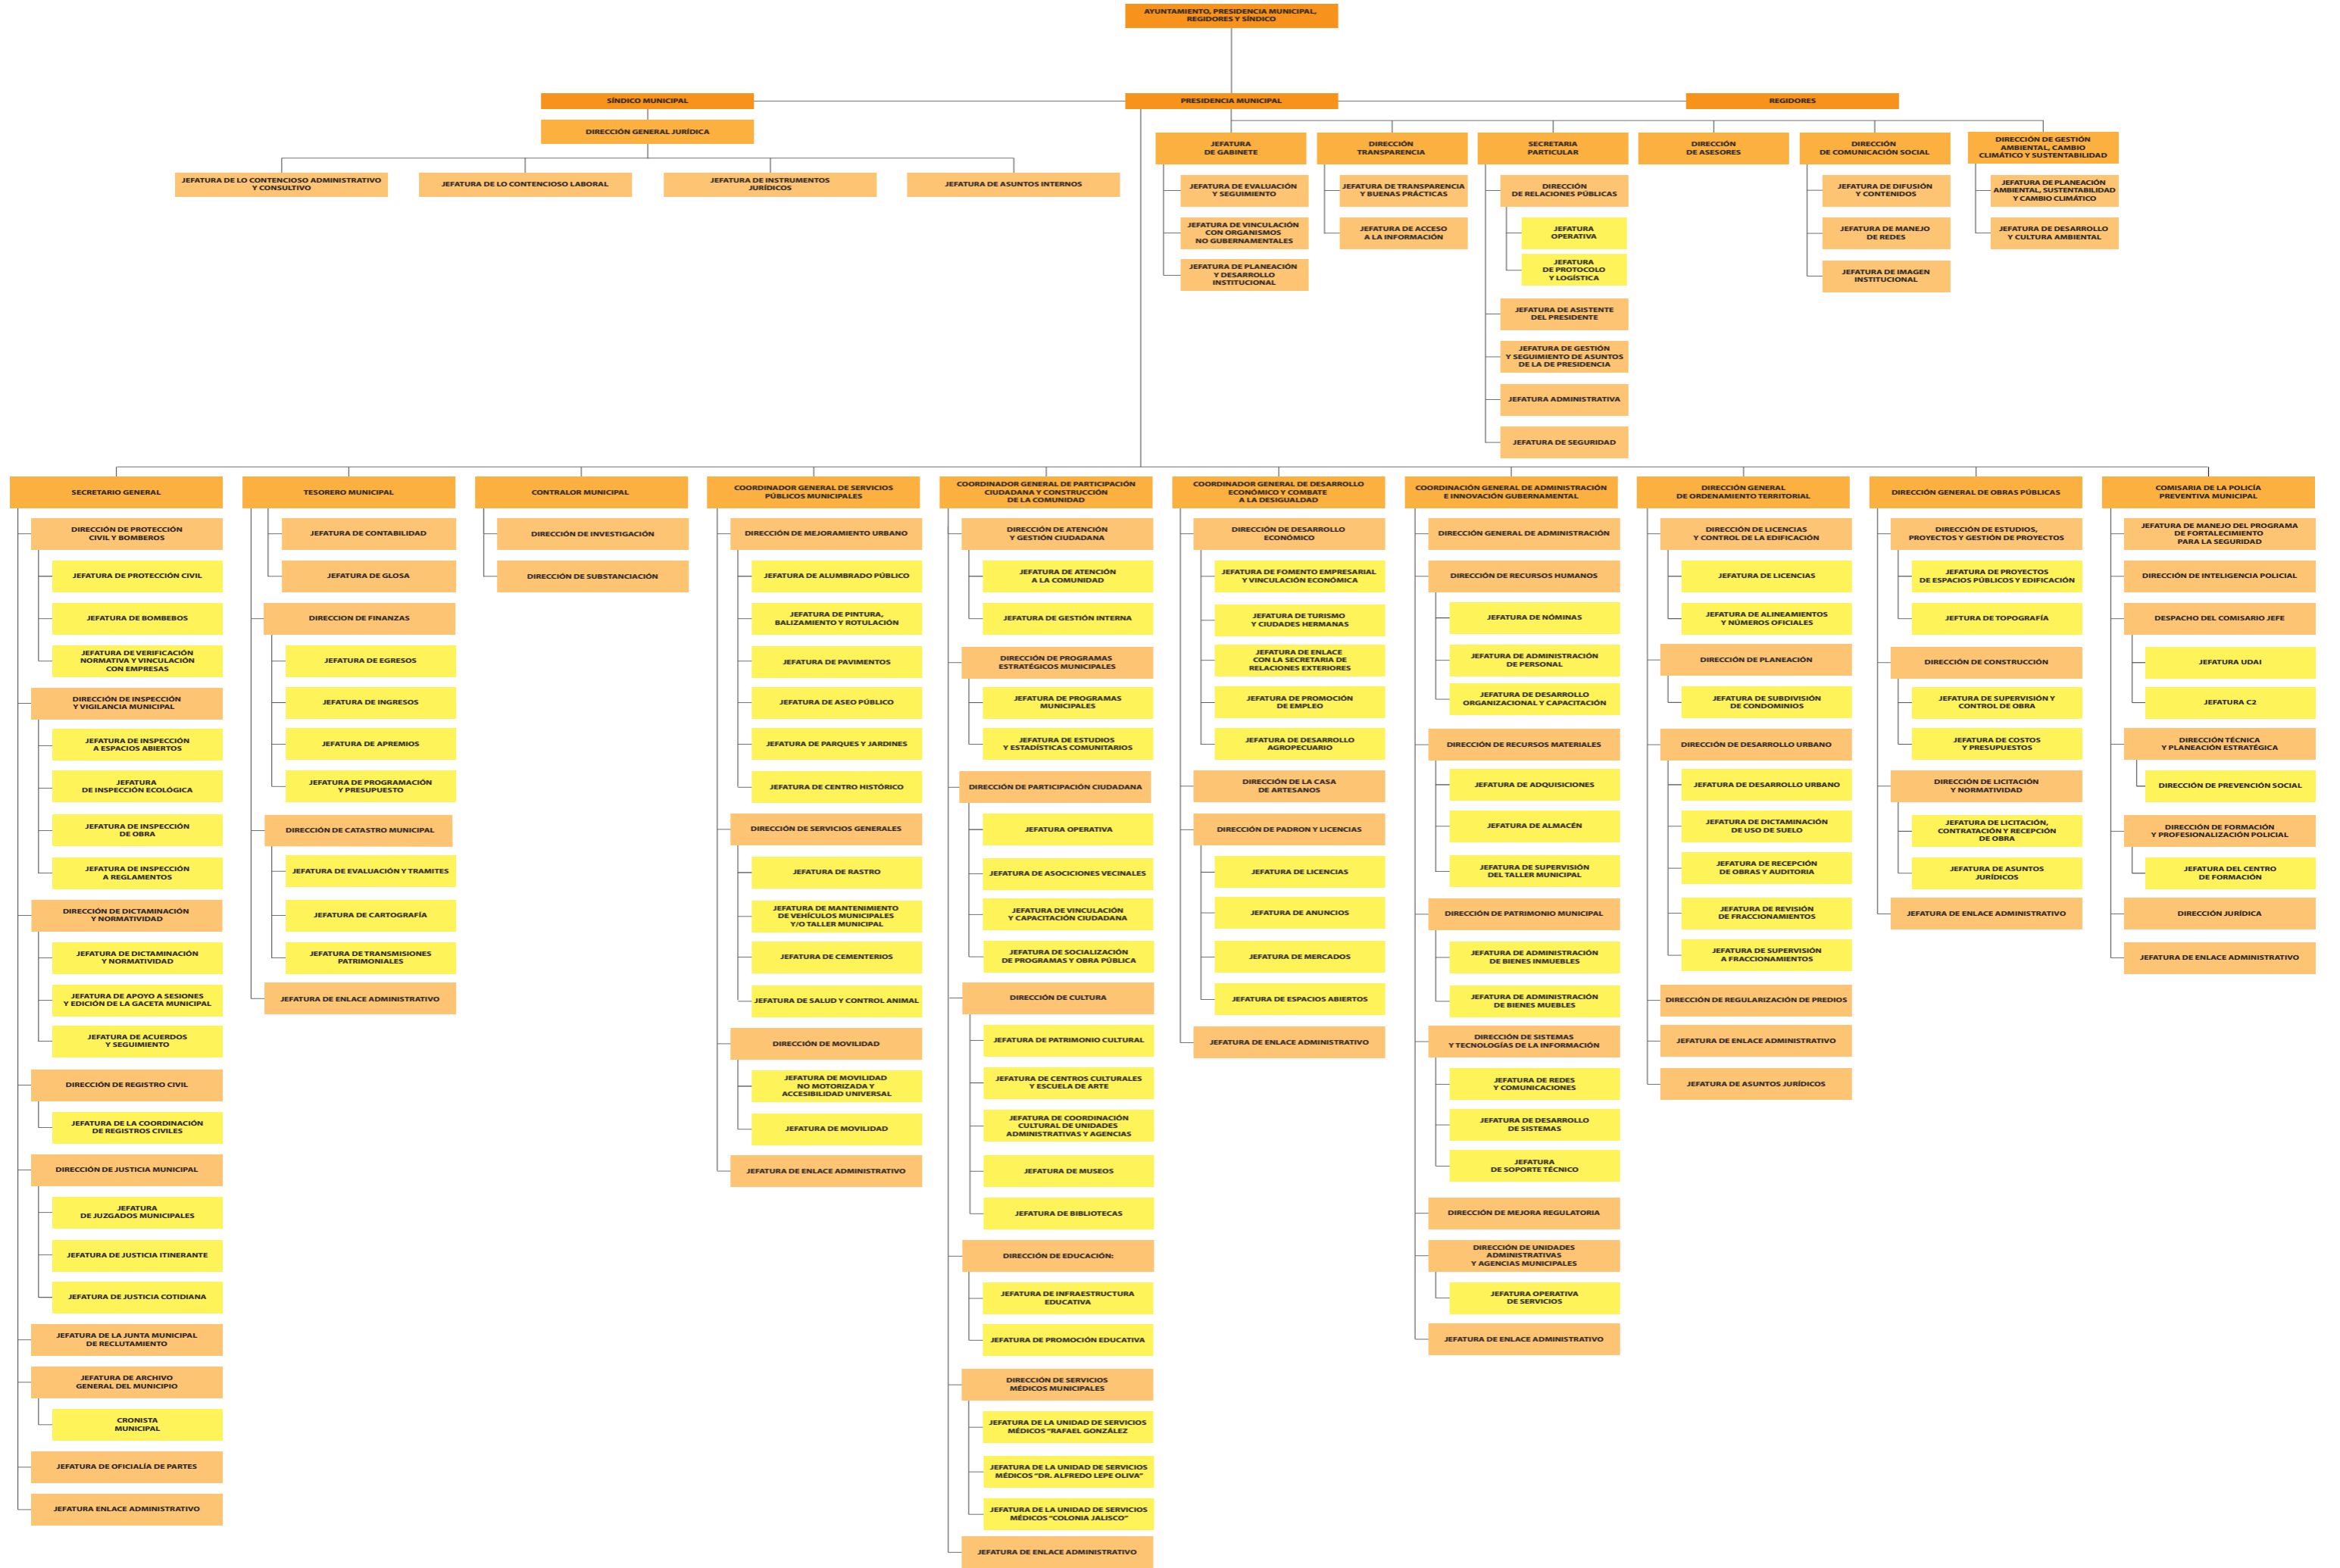 AYUNTAMIENTO, PRESIDENCIA MUNICIPAL,
REGIDORES Y SÍNDICO
SÍNDICO MUNICIPAL
PRESIDENCIA MUNICIPAL
REGIDORES
DIRECCIÓN GENERAL JURÍDICA
JEFATURA DE LO CONTENCIOSO ADMINISTRATIVO
Y CONSULTIVO
JEFATURA DE LO CONTENCIOSO LABORAL
JEFATURA DE INSTRUMENTOS
JURÍDICOS
JEFATURA DE ASUNTOS INTERNOS
JEFATURA
DE GABINETE
JEFATURA DE EVALUACIÓN
Y SEGUIMIENTO
JEFATURA DE VINCULACIÓN
CON ORGANISMOS
NO GUBERNAMENTALES
JEFATURA DE PLANEACIÓN
Y DESARROLLO
INSTITUCIONAL
DIRECCIÓN
TRANSPARENCIA
JEFATURA DE TRANSPARENCIA
Y BUENAS PRÁCTICAS
JEFATURA DE ACCESO
A LA INFORMACIÓN
SECRETARIA
PARTICULAR
DIRECCIÓN
DE RELACIONES PÚBLICAS
JEFATURA
OPERATIVA
JEFATURA
DE PROTOCOLO
Y LOGÍSTICA
JEFATURA DE ASISTENTE
DEL PRESIDENTE
JEFATURA DE GESTIÓN
Y SEGUIMIENTO DE ASUNTOS
DE LA DE PRESIDENCIA
JEFATURA ADMINISTRATIVA
JEFATURA DE SEGURIDAD
DIRECCIÓN
DE ASESORES
DIRECCIÓN
DE COMUNICACIÓN SOCIAL
JEFATURA DE DIFUSIÓN
Y CONTENIDOS
JEFATURA DE MANEJO
DE REDES
JEFATURA DE IMAGEN
INSTITUCIONAL
DIRECCIÓN DE GESTIÓN
AMBIENTAL, CAMBIO
CLIMÁTICO Y SUSTENTABILIDAD
JEFATURA DE PLANEACIÓN
AMBIENTAL, SUSTENTABILIDAD
Y CAMBIO CLIMÁTICO
JEFATURA DE DESARROLLO
Y CULTURA AMBIENTAL
SECRETARIO GENERAL
DIRECCIÓN DE PROTECCIÓN
CIVIL Y BOMBEROS
JEFATURA DE PROTECCIÓN CIVIL
JEFATURA DE BOMBEBOS
JEFATURA DE VERIFICACIÓN
NORMATIVA Y VINCULACIÓN
CON EMPRESAS
DIRECCIÓN DE INSPECCIÓN
Y VIGILANCIA MUNICIPAL
JEFATURA DE INSPECCIÓN
A ESPACIOS ABIERTOS
JEFATURA
DE INSPECCIÓN ECOLÓGICA
JEFATURA DE INSPECCIÓN
DE OBRA
JEFATURA DE INSPECCIÓN
A REGLAMENTOS
DIRECCIÓN DE DICTAMINACIÓN
Y NORMATIVIDAD
JEFATURA DE DICTAMINACIÓN
Y NORMATIVIDAD
JEFATURA DE APOYO A SESIONES
Y EDICIÓN DE LA GACETA MUNICIPAL
JEFATURA DE ACUERDOS
Y SEGUIMIENTO
DIRECCIÓN DE REGISTRO CIVIL
JEFATURA DE LA COORDINACIÓN
DE REGISTROS CIVILES
DIRECCIÓN DE JUSTICIA MUNICIPAL
JEFATURA
DE JUZGADOS MUNICIPALES
JEFATURA DE JUSTICIA ITINERANTE
JEFATURA DE JUSTICIA COTIDIANA
JEFATURA DE LA JUNTA MUNICIPAL
DE RECLUTAMIENTO
JEFATURA DE ARCHIVO
GENERAL DEL MUNICIPIO
CRONISTA
MUNICIPAL
JEFATURA DE OFICIALÍA DE PARTES
JEFATURA ENLACE ADMINISTRATIVO
TESORERO MUNICIPAL
JEFATURA DE CONTABILIDAD
JEFATURA DE GLOSA
DIRECCION DE FINANZAS
JEFATURA DE EGRESOS
JEFATURA DE INGRESOS
JEFATURA DE APREMIOS
JEFATURA DE PROGRAMACIÓN
Y PRESUPUESTO
DIRECCIÓN DE CATASTRO MUNICIPAL
JEFATURA DE EVALUACIÓN Y TRAMITES
JEFATURA DE CARTOGRAFÍA
JEFATURA DE TRANSMISIONES
PATRIMONIALES
JEFATURA DE ENLACE ADMINISTRATIVO
CONTRALOR MUNICIPAL
DIRECCIÓN DE INVESTIGACIÓN
DIRECCIÓN DE SUBSTANCIACIÓN
COORDINADOR GENERAL DE SERVICIOS
PÚBLICOS MUNICIPALES
DIRECCIÓN DE MEJORAMIENTO URBANO
JEFATURA DE ALUMBRADO PÚBLICO
JEFATURA DE PINTURA,
BALIZAMIENTO Y ROTULACIÓN
JEFATURA DE PAVIMENTOS
JEFATURA DE ASEO PÚBLICO
JEFATURA DE PARQUES Y JARDINES
JEFATURA DE CENTRO HISTÓRICO
DIRECCIÓN DE SERVICIOS GENERALES
JEFATURA DE RASTRO
JEFATURA DE MANTENIMIENTO
DE VEHÍCULOS MUNICIPALES
Y/O TALLER MUNICIPAL
JEFATURA DE CEMENTERIOS
JEFATURA DE SALUD Y CONTROL ANIMAL
DIRECCIÓN DE MOVILIDAD
JEFATURA DE MOVILIDAD
NO MOTORIZADA Y
ACCESIBILIDAD UNIVERSAL
JEFATURA DE MOVILIDAD
JEFATURA DE ENLACE ADMINISTRATIVO
COORDINADOR GENERAL DE PARTICIPACIÓN
CIUDADANA Y CONSTRUCCIÓN
DE LA COMUNIDAD
DIRECCIÓN DE ATENCIÓN
Y GESTIÓN CIUDADANA
JEFATURA DE ATENCIÓN
A LA COMUNIDAD
JEFATURA DE GESTIÓN INTERNA
DIRECCIÓN DE PROGRAMAS
ESTRATÉGICOS MUNICIPALES
JEFATURA DE PROGRAMAS
MUNICIPALES
JEFATURA DE ESTUDIOS
Y ESTADÍSTICAS COMUNITARIOS
DIRECCIÓN DE PARTICIPACIÓN CIUDADANA
JEFATURA OPERATIVA
JEFATURA DE ASOCICIONES VECINALES
JEFATURA DE VINCULACIÓN
Y CAPACITACIÓN CIUDADANA
JEFATURA DE SOCIALIZACIÓN
DE PROGRAMAS Y OBRA PÚBLICA
DIRECCIÓN DE CULTURA
JEFATURA DE PATRIMONIO CULTURAL
JEFATURA DE CENTROS CULTURALES
Y ESCUELA DE ARTE
JEFATURA DE COORDINACIÓN
CULTURAL DE UNIDADES
ADMINISTRATIVAS Y AGENCIAS
JEFATURA DE MUSEOS
JEFATURA DE BIBLIOTECAS
DIRECCIÓN DE EDUCACIÓN:
JEFATURA DE INFRAESTRUCTURA
EDUCATIVA
JEFATURA DE PROMOCIÓN EDUCATIVA
DIRECCIÓN DE SERVICIOS
MÉDICOS MUNICIPALES
JEFATURA DE LA UNIDAD DE SERVICIOS
MÉDICOS "RAFAEL GONZÁLEZ
JEFATURA DE LA UNIDAD DE SERVICIOS
MÉDICOS "DR. ALFREDO LEPE OLIVA"
JEFATURA DE LA UNIDAD DE SERVICIOS
MÉDICOS "COLONIA JALISCO"
JEFATURA DE ENLACE ADMINISTRATIVO
COORDINADOR GENERAL DE DESARROLLO
ECONÓMICO Y COMBATE
A LA DESIGUALDAD
DIRECCIÓN DE DESARROLLO
ECONÓMICO
JEFATURA DE FOMENTO EMPRESARIAL
Y VINCULACIÓN ECONÓMICA
JEFATURA DE TURISMO
Y CIUDADES HERMANAS
JEFATURA DE ENLACE
CON LA SECRETARIA DE
RELACIONES EXTERIORES
JEFATURA DE PROMOCIÓN
DE EMPLEO
JEFATURA DE DESARROLLO
AGROPECUARIO
DIRECCIÓN DE LA CASA
DE ARTESANOS
DIRECCIÓN DE PADRON Y LICENCIAS
JEFATURA DE LICENCIAS
JEFATURA DE ANUNCIOS
JEFATURA DE MERCADOS
JEFATURA DE ESPACIOS ABIERTOS
JEFATURA DE ENLACE ADMINISTRATIVO
COORDINACIÓN GENERAL DE ADMINISTRACIÓN
E INNOVACIÓN GUBERNAMENTAL
DIRECCIÓN GENERAL DE ADMINISTRACIÓN
DIRECCIÓN DE RECURSOS HUMANOS
JEFATURA DE NÓMINAS
JEFATURA DE ADMINISTRACIÓN
DE PERSONAL
JEFATURA DE DESARROLLO
ORGANIZACIONAL Y CAPACITACIÓN
DIRECCIÓN DE RECURSOS MATERIALES
JEFATURA DE ADQUISICIONES
JEFATURA DE ALMACÉN
JEFATURA DE SUPERVISIÓN
DEL TALLER MUNICIPAL
DIRECCIÓN DE PATRIMONIO MUNICIPAL
JEFATURA DE ADMINISTRACIÓN
DE BIENES INMUEBLES
JEFATURA DE ADMINISTRACIÓN
DE BIENES MUEBLES
DIRECCIÓN DE SISTEMAS
Y TECNOLOGÍAS DE LA INFORMACIÓN
JEFATURA DE REDES
Y COMUNICACIONES
JEFATURA DE DESARROLLO
DE SISTEMAS
JEFATURA
DE SOPORTE TÉCNICO
DIRECCIÓN DE MEJORA REGULATORIA
DIRECCIÓN DE UNIDADES
ADMINISTRATIVAS
Y AGENCIAS MUNICIPALES
JEFATURA OPERATIVA
DE SERVICIOS
JEFATURA DE ENLACE ADMINISTRATIVO
DIRECCIÓN GENERAL
DE ORDENAMIENTO TERRITORIAL
DIRECCIÓN DE LICENCIAS
Y CONTROL DE LA EDIFICACIÓN
JEFATURA DE LICENCIAS
JEFATURA DE ALINEAMIENTOS
Y NÚMEROS OFICIALES
DIRECCIÓN DE PLANEACIÓN
JEFATURA DE SUBDIVISIÓN
DE CONDOMINIOS
DIRECCIÓN DE DESARROLLO URBANO
JEFATURA DE DESARROLLO URBANO
JEFATURA DE DICTAMINACIÓN
DE USO DE SUELO
JEFATURA DE RECEPCIÓN
DE OBRAS Y AUDITORIA
JEFATURA DE REVISIÓN
DE FRACCIONAMIENTOS
JEFATURA DE SUPERVISIÓN
A FRACCIONAMIENTOS
DIRECCIÓN DE REGULARIZACIÓN DE PREDIOS
JEFATURA DE ENLACE ADMINISTRATIVO
JEFATURA DE ASUNTOS JURÍDICOS
DIRECCIÓN GENERAL DE OBRAS PÚBLICAS
DIRECCIÓN DE ESTUDIOS,
PROYECTOS Y GESTIÓN DE PROYECTOS
JEFATURA DE PROYECTOS
DE ESPACIOS PÚBLICOS Y EDIFICACIÓN
JEFTURA DE TOPOGRAFÍA
DIRECCIÓN DE CONSTRUCCIÓN
JEFATURA DE SUPERVISIÓN Y
CONTROL DE OBRA
JEFATURA DE COSTOS
Y PRESUPUESTOS
DIRECCIÓN DE LICITACIÓN
Y NORMATIVIDAD
JEFATURA DE LICITACIÓN,
CONTRATACIÓN Y RECEPCIÓN
DE OBRA
JEFATURA DE ASUNTOS
JURÍDICOS
JEFATURA DE ENLACE ADMINISTRATIVO
COMISARIA DE LA POLICÍA
PREVENTIVA MUNICIPAL
JEFATURA DE MANEJO DEL PROGRAMA
DE FORTALECIMIENTO
PARA LA SEGURIDAD
DIRECCIÓN DE INTELIGENCIA POLICIAL
DESPACHO DEL COMISARIO JEFE
JEFATURA UDAI
JEFATURA C2
DIRECCIÓN TÉCNICA
Y PLANEACIÓN ESTRATÉGICA
DIRECCIÓN DE PREVENCIÓN SOCIAL
DIRECCIÓN DE FORMACIÓN
Y PROFESIONALIZACIÓN POLICIAL
JEFATURA DEL CENTRO
DE FORMACIÓN
DIRECCIÓN JURÍDICA
JEFATURA DE ENLACE ADMINISTRATIVO